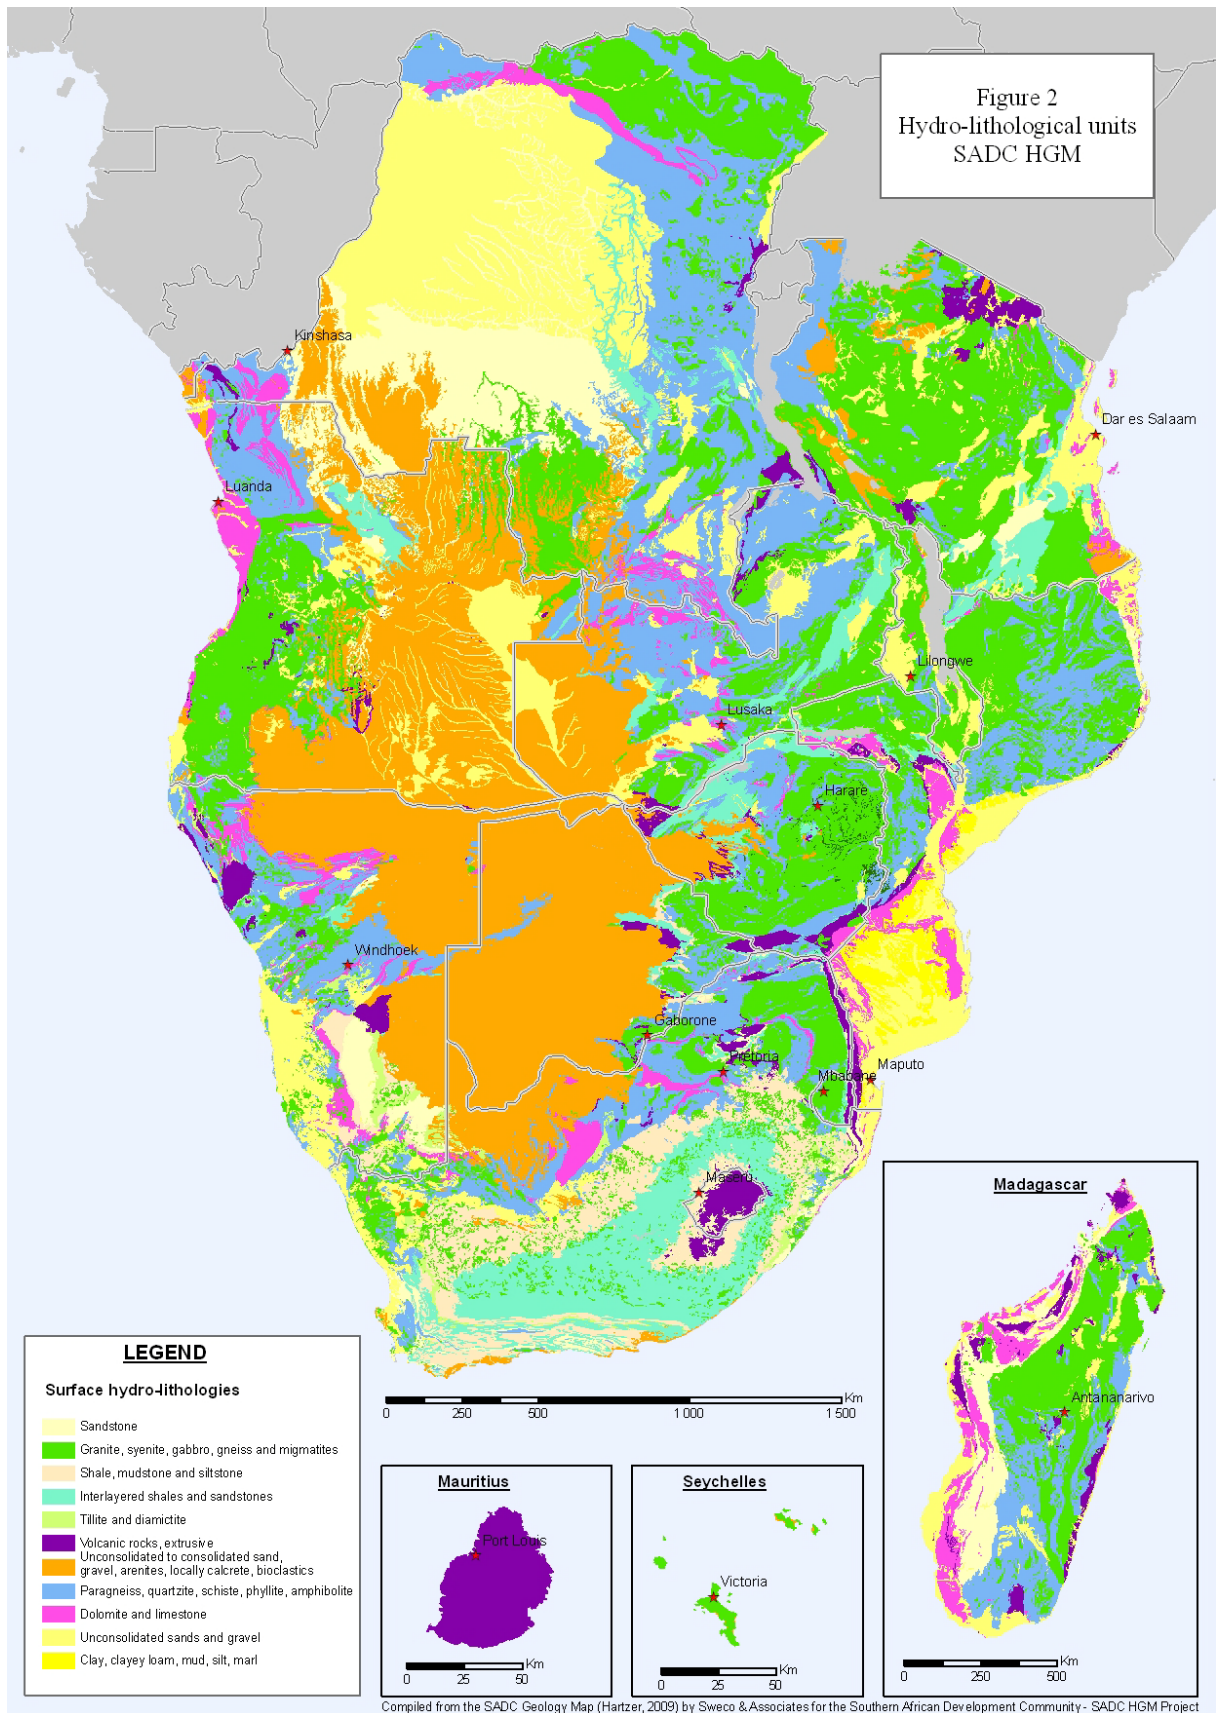 Figure 2
Hydro-lithological units
SADC HGM
Kinshasa
Dar es Salaam
Luanda
Lilongwe
Lusaka
Harare
Windhoek
Gaborone
Pretoria
Maputo
Mbabane
Maseru
Madagascar
Antananarivo
Km
0 250 500
LEGEND
Surface hydro-lithologies
Sandstone
Granite, syenite, gabbro, gneiss and migmatites
Shale, mudstone and siltstone
Interlayered shales and sandstones
Tillite and diamictite
Volcanic rocks, extrusive
Unconsolidated to consolidated sand,
gravel, arenites, locally calcrete, bioclastics
Paragneiss, quartzite, schiste, phyllite, amphibolite
Dolomite and limestone
Unconsolidated sands and gravel
Clay, clayey loam, mud, silt, marl
Km
0 250 500 1 000 1 500
Mauritius
Port Louis
Km
0 25 50
Seychelles
Victoria
Km
0 25 50
Compiled from the SADC Geology Map (Hartzer, 2009) by Sweco & Associates for the Southern African Development Community - SADC HGM Project